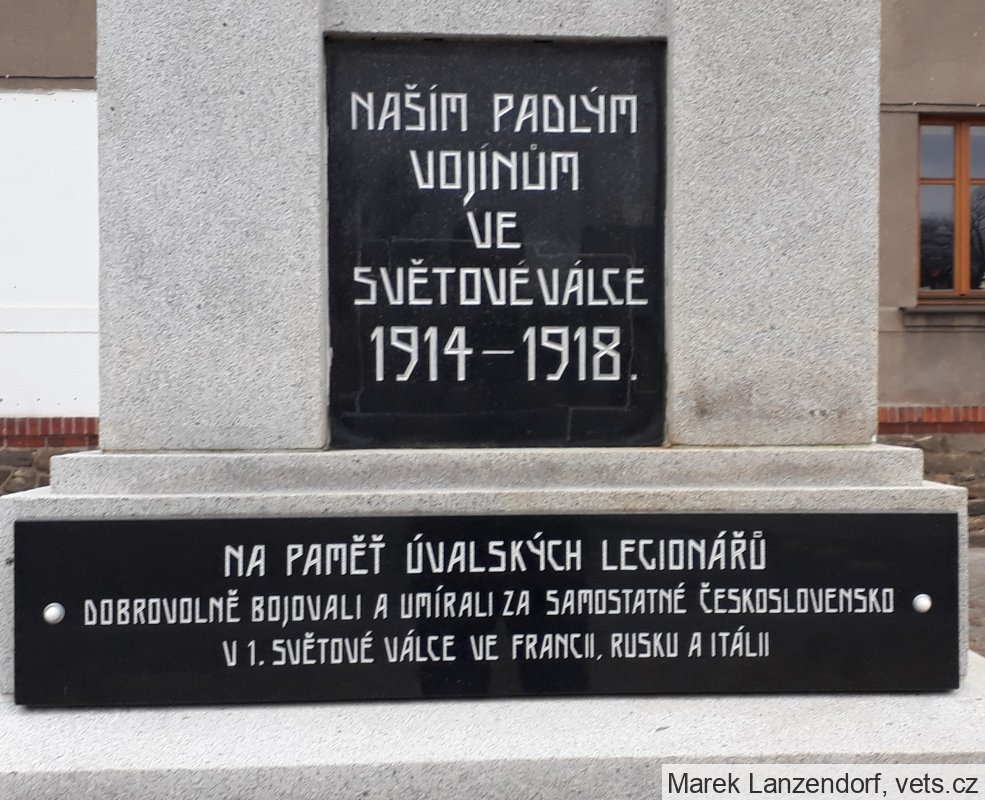 NAŠÍM PADLÝM
VOJÍNŮM
VE
SVĚTOVÉ VÁLCE
1914 – 1918.
NA PAMĚŤ ÚVALSKÝCH LEGIONÁŘŮ
DOBROVOLNĚ BOJOVALI A UMÍRALI ZA SAMOSTATNÉ ČESKOSLOVENSKO
V 1. SVĚTOVÉ VÁLCE VE FRANCII, RUSKU A ITÁLII
Marek Lanzendorf, vets.cz